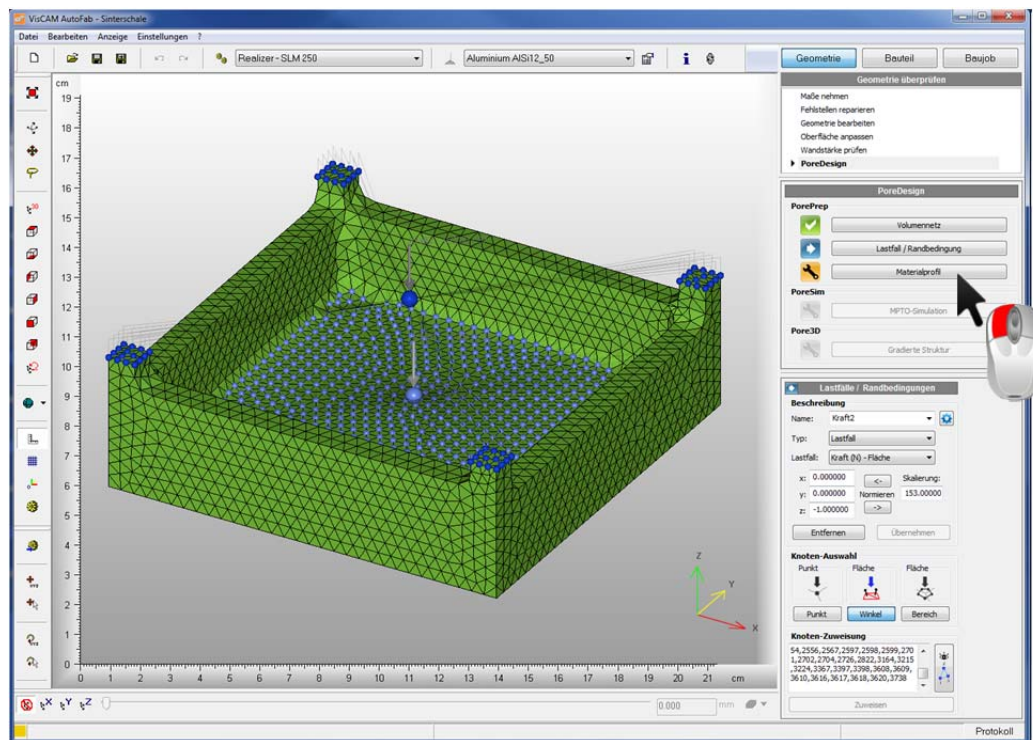 VisCAM AutoFab - Sinterschale
Datei Bearbeiten Anzeige Einstellungen ?
Realizer - SLM 250
Aluminium AlSi12_50
Geometrie Bauteil Baujob
Geometrie überprüfen
Maße nehmen
Fehlstellen reparieren
Geometrie bearbeiten
Oberfläche anpassen
Wandstärke prüfen
PoreDesign
PoreDesign
PorePrep
Volumennetz
Lastfall / Randbedingung
Materialprofil
PoreSim
MPTO-Simulation
Pore3D
Gradierte Struktur
Lastfälle / Randbedingungen
Beschreibung
Name: Kraft2
Typ: Lastfall
Lastfall: Kraft (N) - Fläche
x: 0.000000 <- Skalierung:
y: 0.000000 Normieren 153.00000
z: -1.000000 ->
Entfernen Übernehmen
Knoten-Auswahl
Punkt Fläche Fläche
Punkt Winkel Bereich
Knoten-Zuweisung
54,2556,2567,2597,2598,2599,270
1,2702,2704,2726,2822,3164,3215
,3224,3367,3397,3398,3608,3609,
3610,3616,3617,3618,3620,3738
Zuweisen
cm
19
18
17
16
15
14
13
12
11
10
9
8
7
6
5
4
3
2
1
0
0 1 2 3 4 5 6 7 8 9 10 11 12 13 14 15 16 17 18 19 20 21 cm
Z
Y
X
X Y Z 0.000 mm
Protokoll